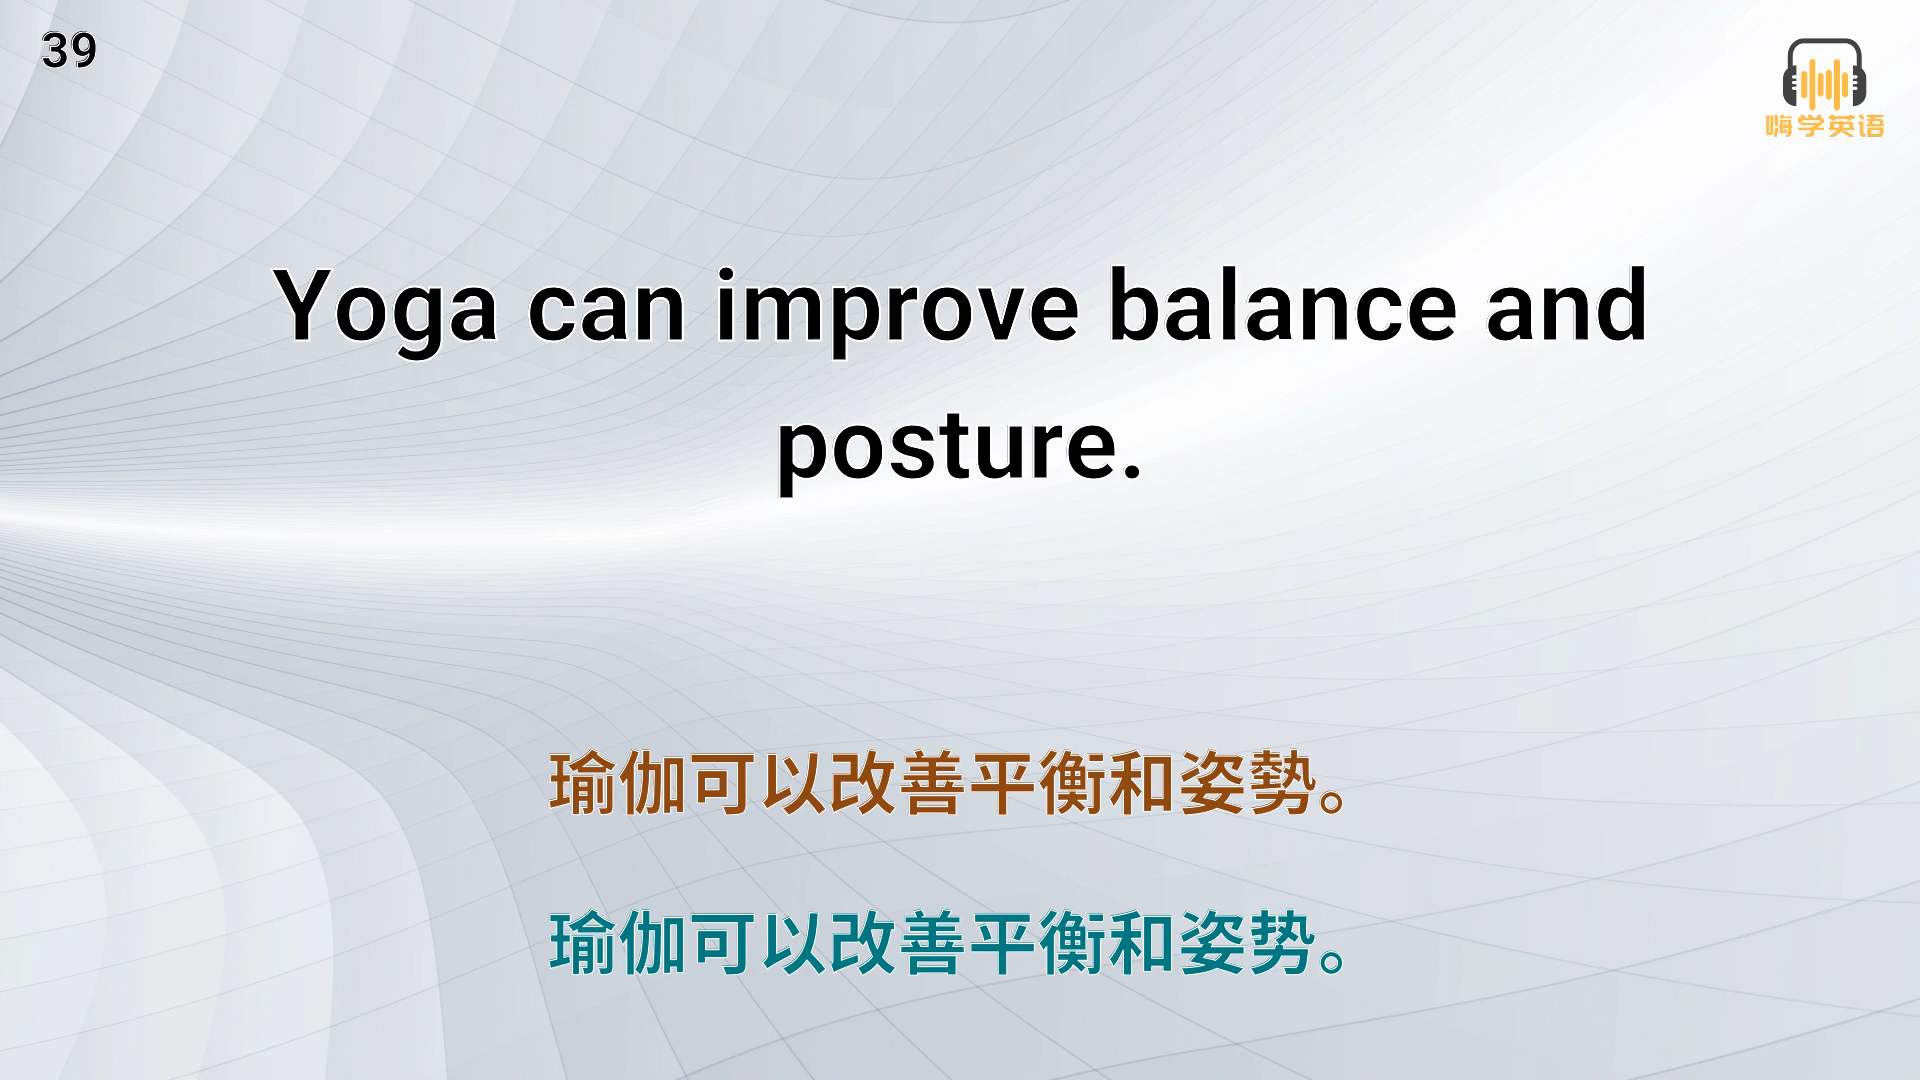 39
嗨学英语
Yoga can improve balance and
posture.
瑜伽可以改善平衡和姿勢。
瑜伽可以改善平衡和姿势。